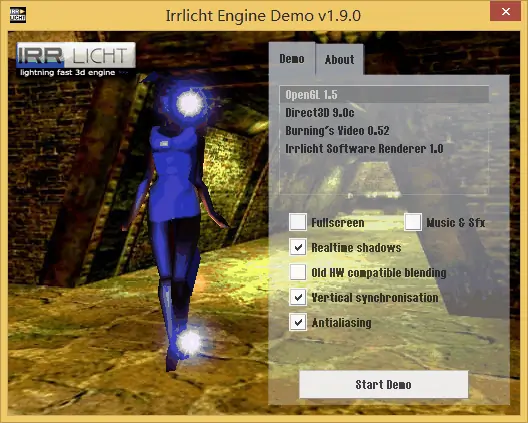 Irrlicht Engine Demo v1.9.0
IRR LICHT
lightning fast 3d engine
Demo
About
OpenGL 1.5
Direct3D 9.0c
Burning's Video 0.52
Irrlicht Software Renderer 1.0
Fullscreen
Music & Sfx
Realtime shadows
Old HW compatible blending
Vertical synchronisation
Antialiasing
Start Demo